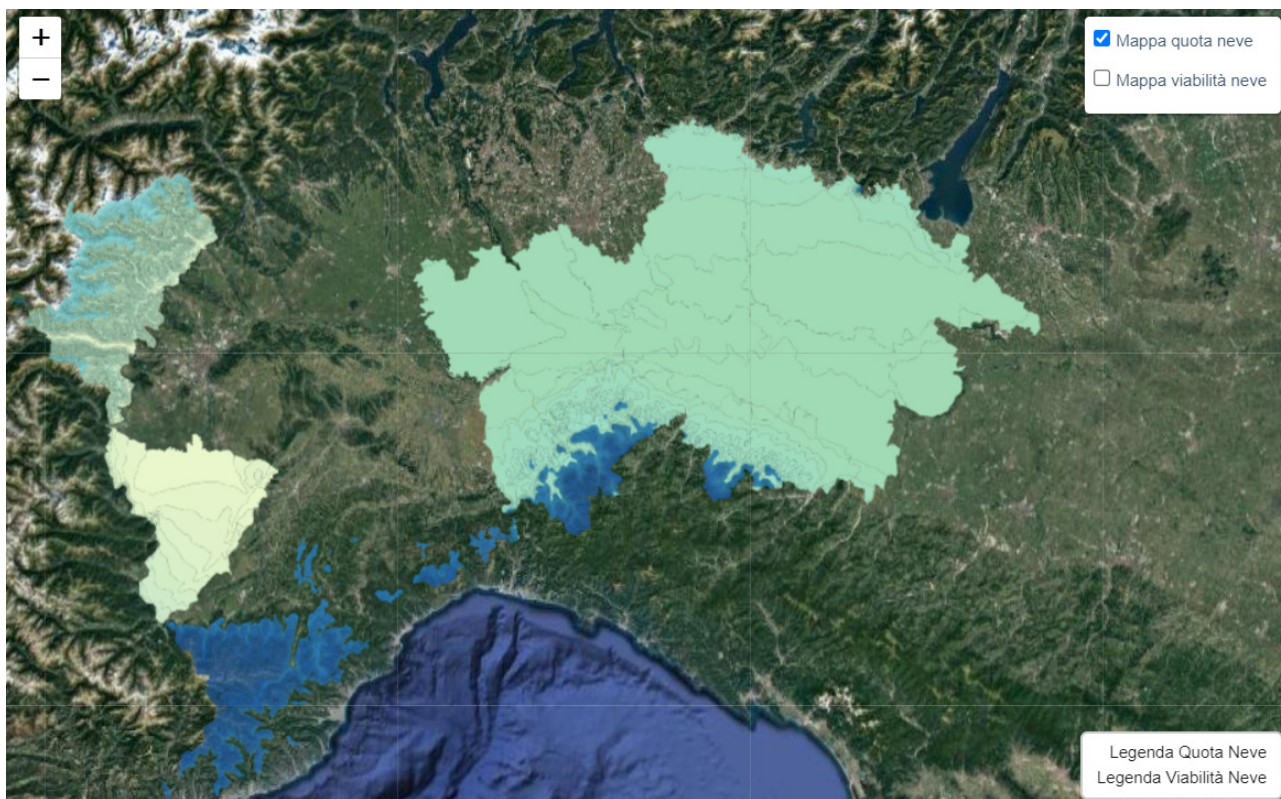 +
−
Mappa quota neve
Mappa viabilità neve
Legenda Quota Neve
Legenda Viabilità Neve